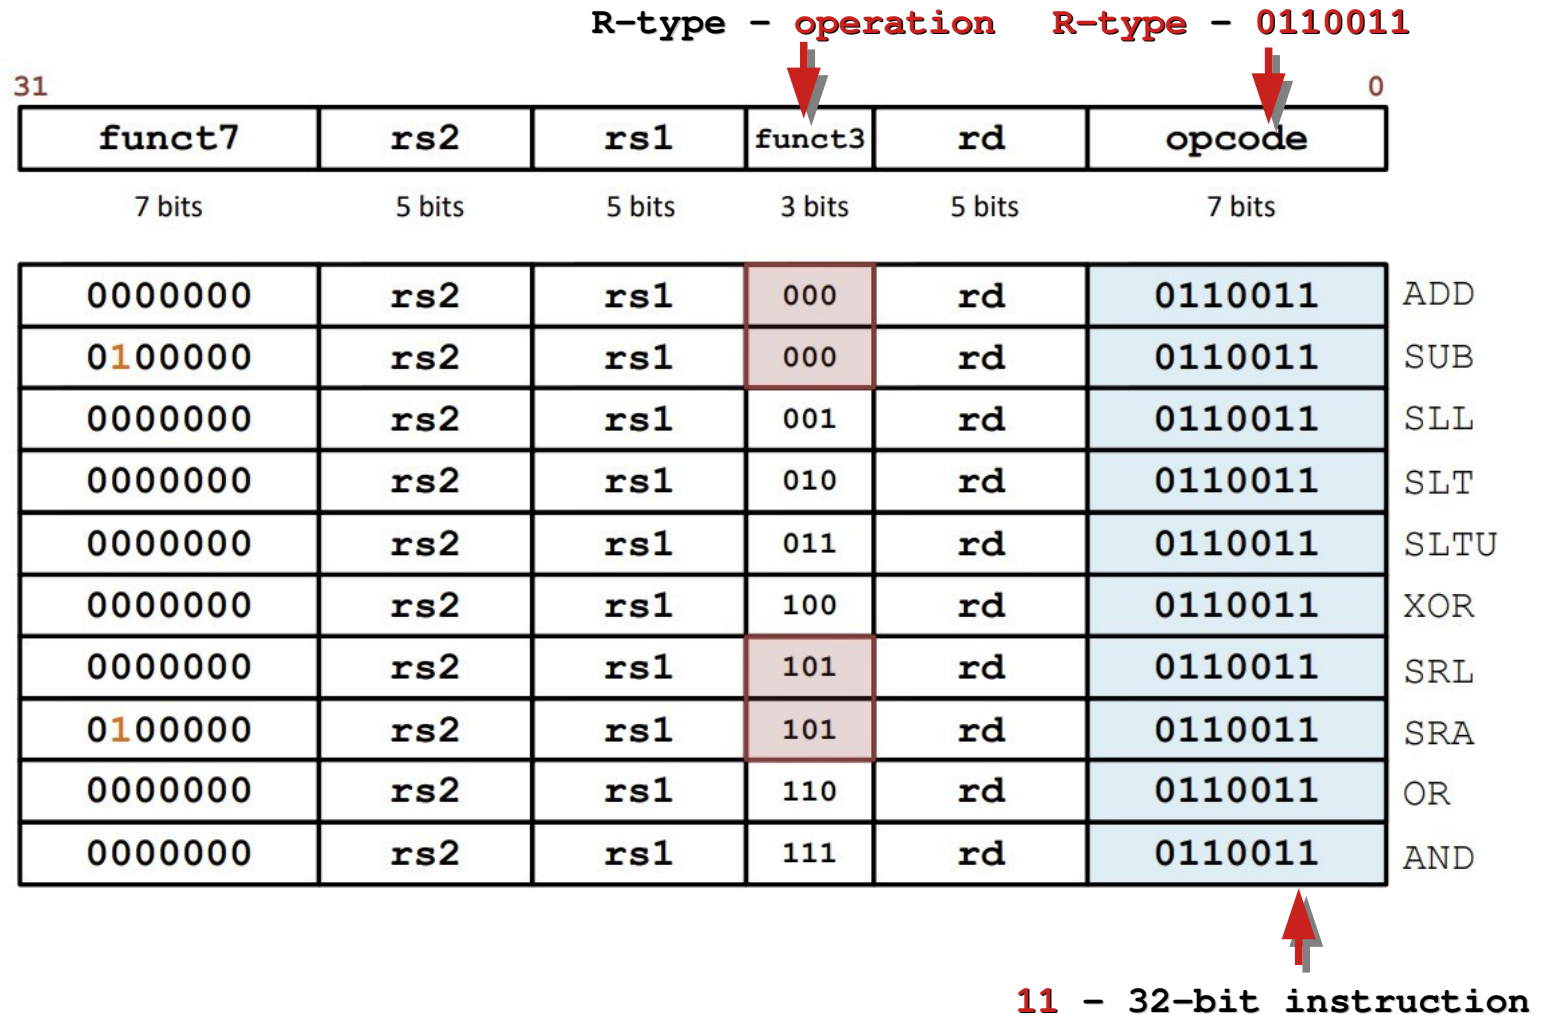 R-type - operation R-type - 0110011
31 0
funct7 rs2 rs1 funct3 rd opcode
7 bits 5 bits 5 bits 3 bits 5 bits 7 bits
0000000 rs2 rs1 000 rd 0110011 ADD
0100000 rs2 rs1 000 rd 0110011 SUB
0000000 rs2 rs1 001 rd 0110011 SLL
0000000 rs2 rs1 010 rd 0110011 SLT
0000000 rs2 rs1 011 rd 0110011 SLTU
0000000 rs2 rs1 100 rd 0110011 XOR
0000000 rs2 rs1 101 rd 0110011 SRL
0100000 rs2 rs1 101 rd 0110011 SRA
0000000 rs2 rs1 110 rd 0110011 OR
0000000 rs2 rs1 111 rd 0110011 AND
11 - 32-bit instruction